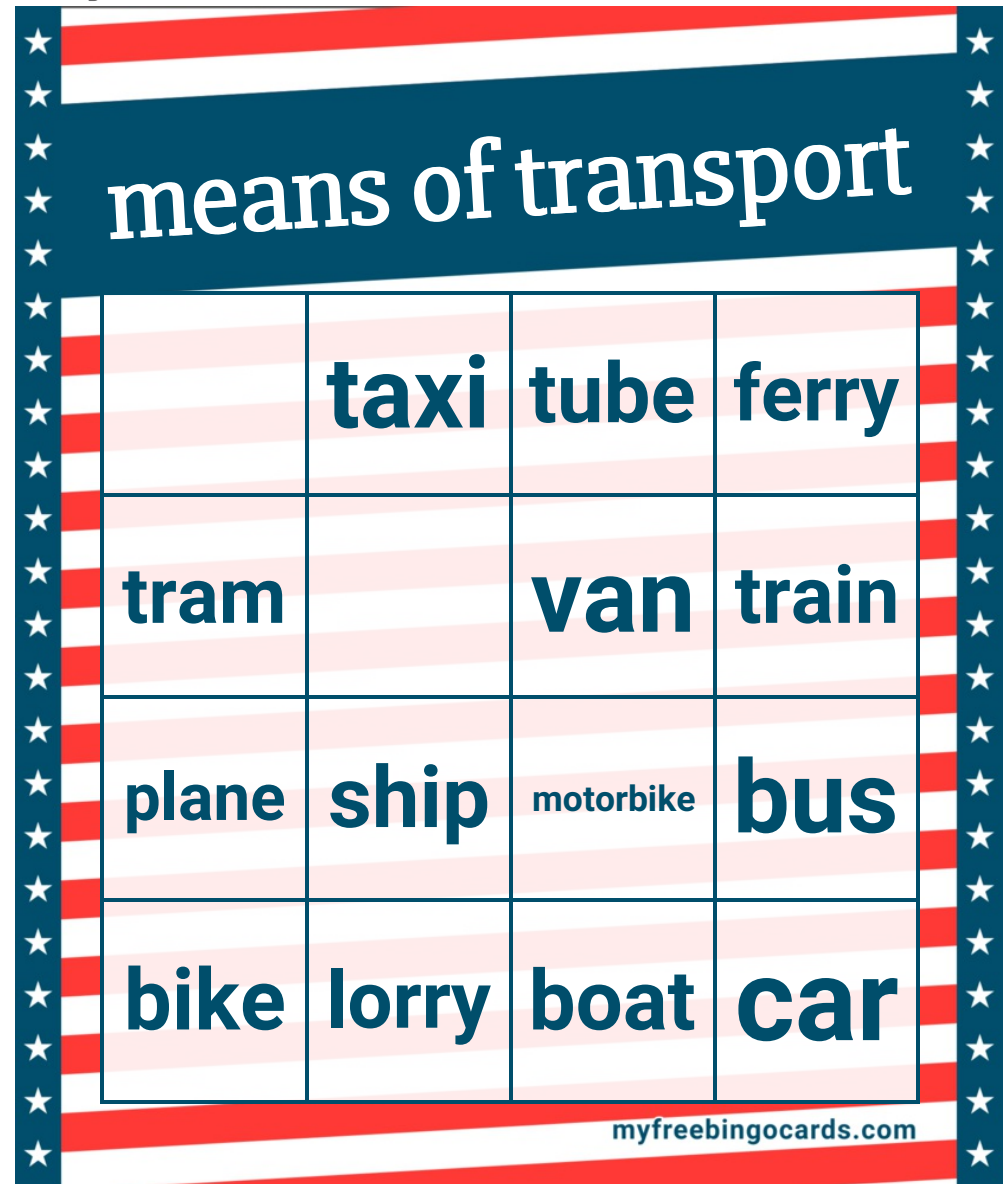 means of transport
taxi tube ferry
tram van train
plane ship motorbike bus
bike lorry boat car
myfreebingocards.com